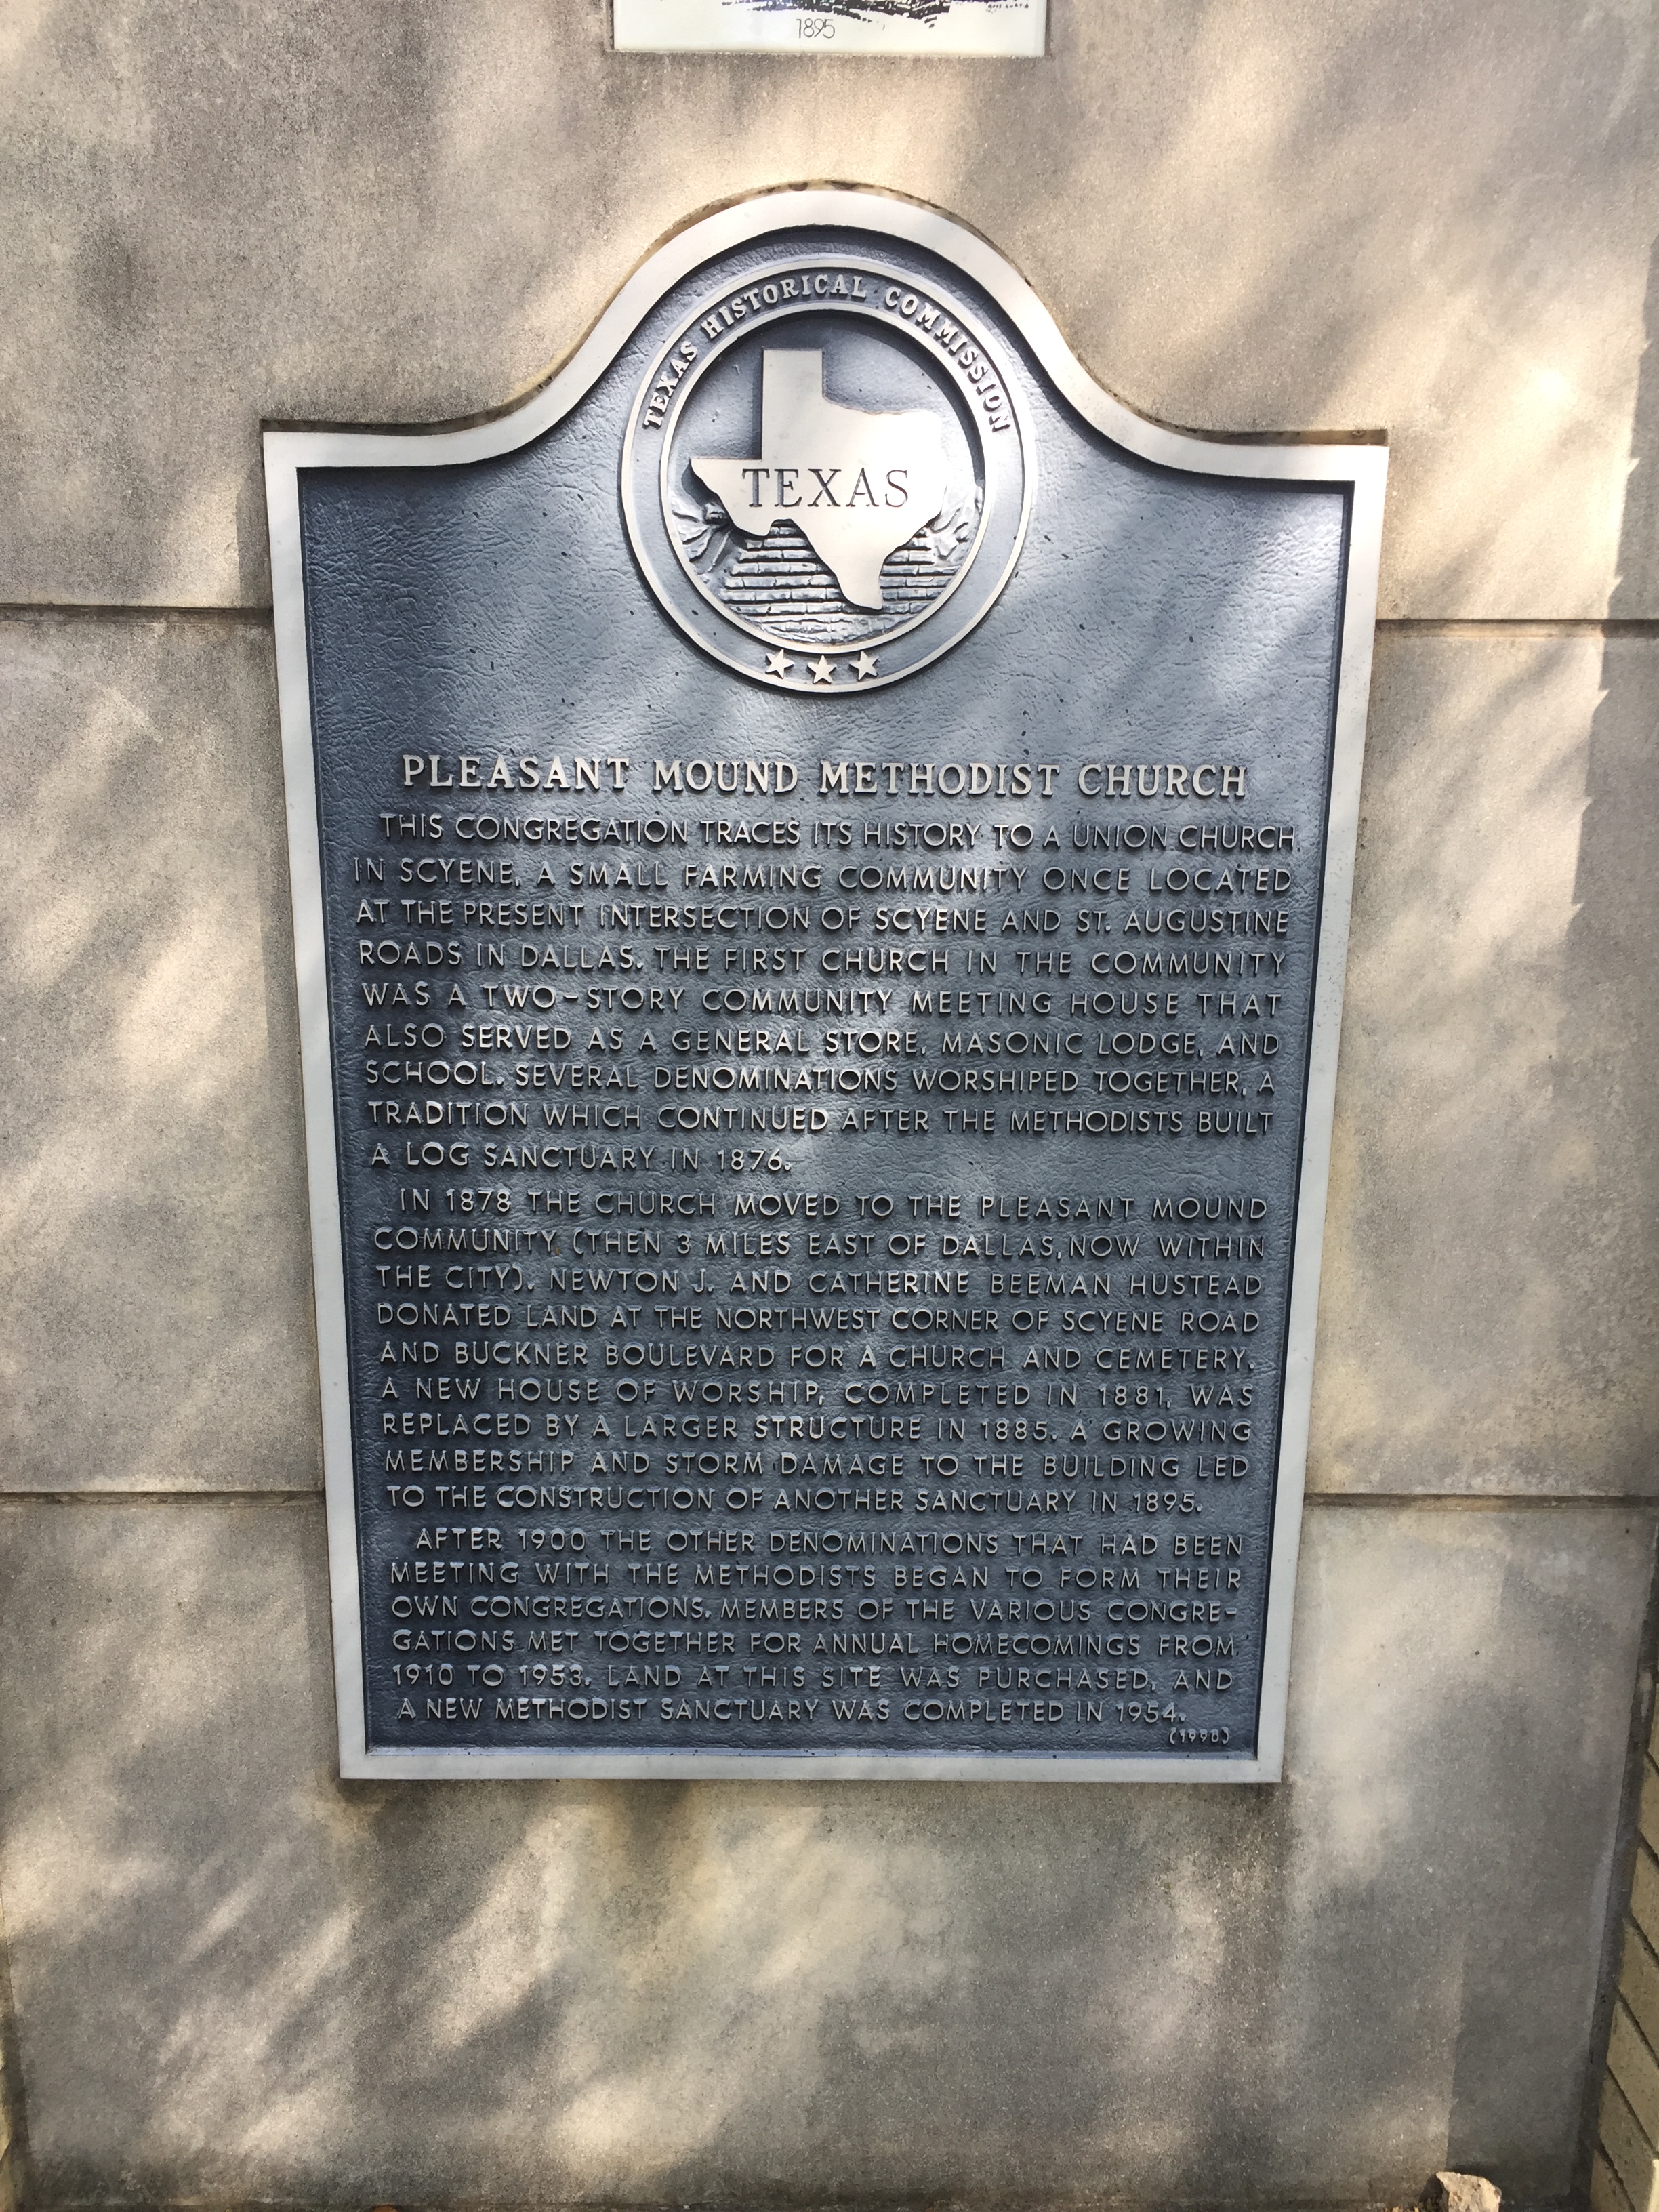 1895
TEXAS HISTORICAL COMMISSION
TEXAS
PLEASANT MOUND METHODIST CHURCH
THIS CONGREGATION TRACES ITS HISTORY TO A UNION CHURCH
IN SCYENE, A SMALL FARMING COMMUNITY ONCE LOCATED
AT THE PRESENT INTERSECTION OF SCYENE AND ST. AUGUSTINE
ROADS IN DALLAS. THE FIRST CHURCH IN THE COMMUNITY
WAS A TWO-STORY COMMUNITY MEETING HOUSE THAT
ALSO SERVED AS A GENERAL STORE, MASONIC LODGE, AND
SCHOOL. SEVERAL DENOMINATIONS WORSHIPED TOGETHER, A
TRADITION WHICH CONTINUED AFTER THE METHODISTS BUILT
A LOG SANCTUARY IN 1876.
IN 1878 THE CHURCH MOVED TO THE PLEASANT MOUND
COMMUNITY (THEN 3 MILES EAST OF DALLAS, NOW WITHIN
THE CITY). NEWTON J. AND CATHERINE BEEMAN HUSTEAD
DONATED LAND AT THE NORTHWEST CORNER OF SCYENE ROAD
AND BUCKNER BOULEVARD FOR A CHURCH AND CEMETERY.
A NEW HOUSE OF WORSHIP, COMPLETED IN 1881, WAS
REPLACED BY A LARGER STRUCTURE IN 1885. A GROWING
MEMBERSHIP AND STORM DAMAGE TO THE BUILDING LED
TO THE CONSTRUCTION OF ANOTHER SANCTUARY IN 1895.
AFTER 1900 THE OTHER DENOMINATIONS THAT HAD BEEN
MEETING WITH THE METHODISTS BEGAN TO FORM THEIR
OWN CONGREGATIONS. MEMBERS OF THE VARIOUS CONGRE-
GATIONS MET TOGETHER FOR ANNUAL HOMECOMINGS FROM
1910 TO 1953. LAND AT THIS SITE WAS PURCHASED, AND
A NEW METHODIST SANCTUARY WAS COMPLETED IN 1954.